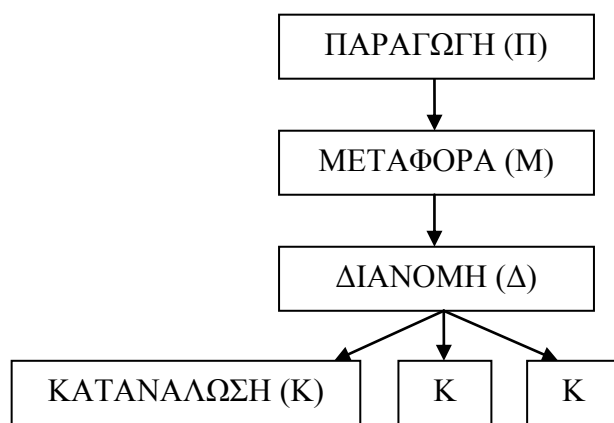 ΠΑΡΑΓΩΓΗ (Π)
ΜΕΤΑΦΟΡΑ (Μ)
ΔΙΑΝΟΜΗ (Δ)
ΚΑΤΑΝΑΛΩΣΗ (Κ)
Κ
Κ